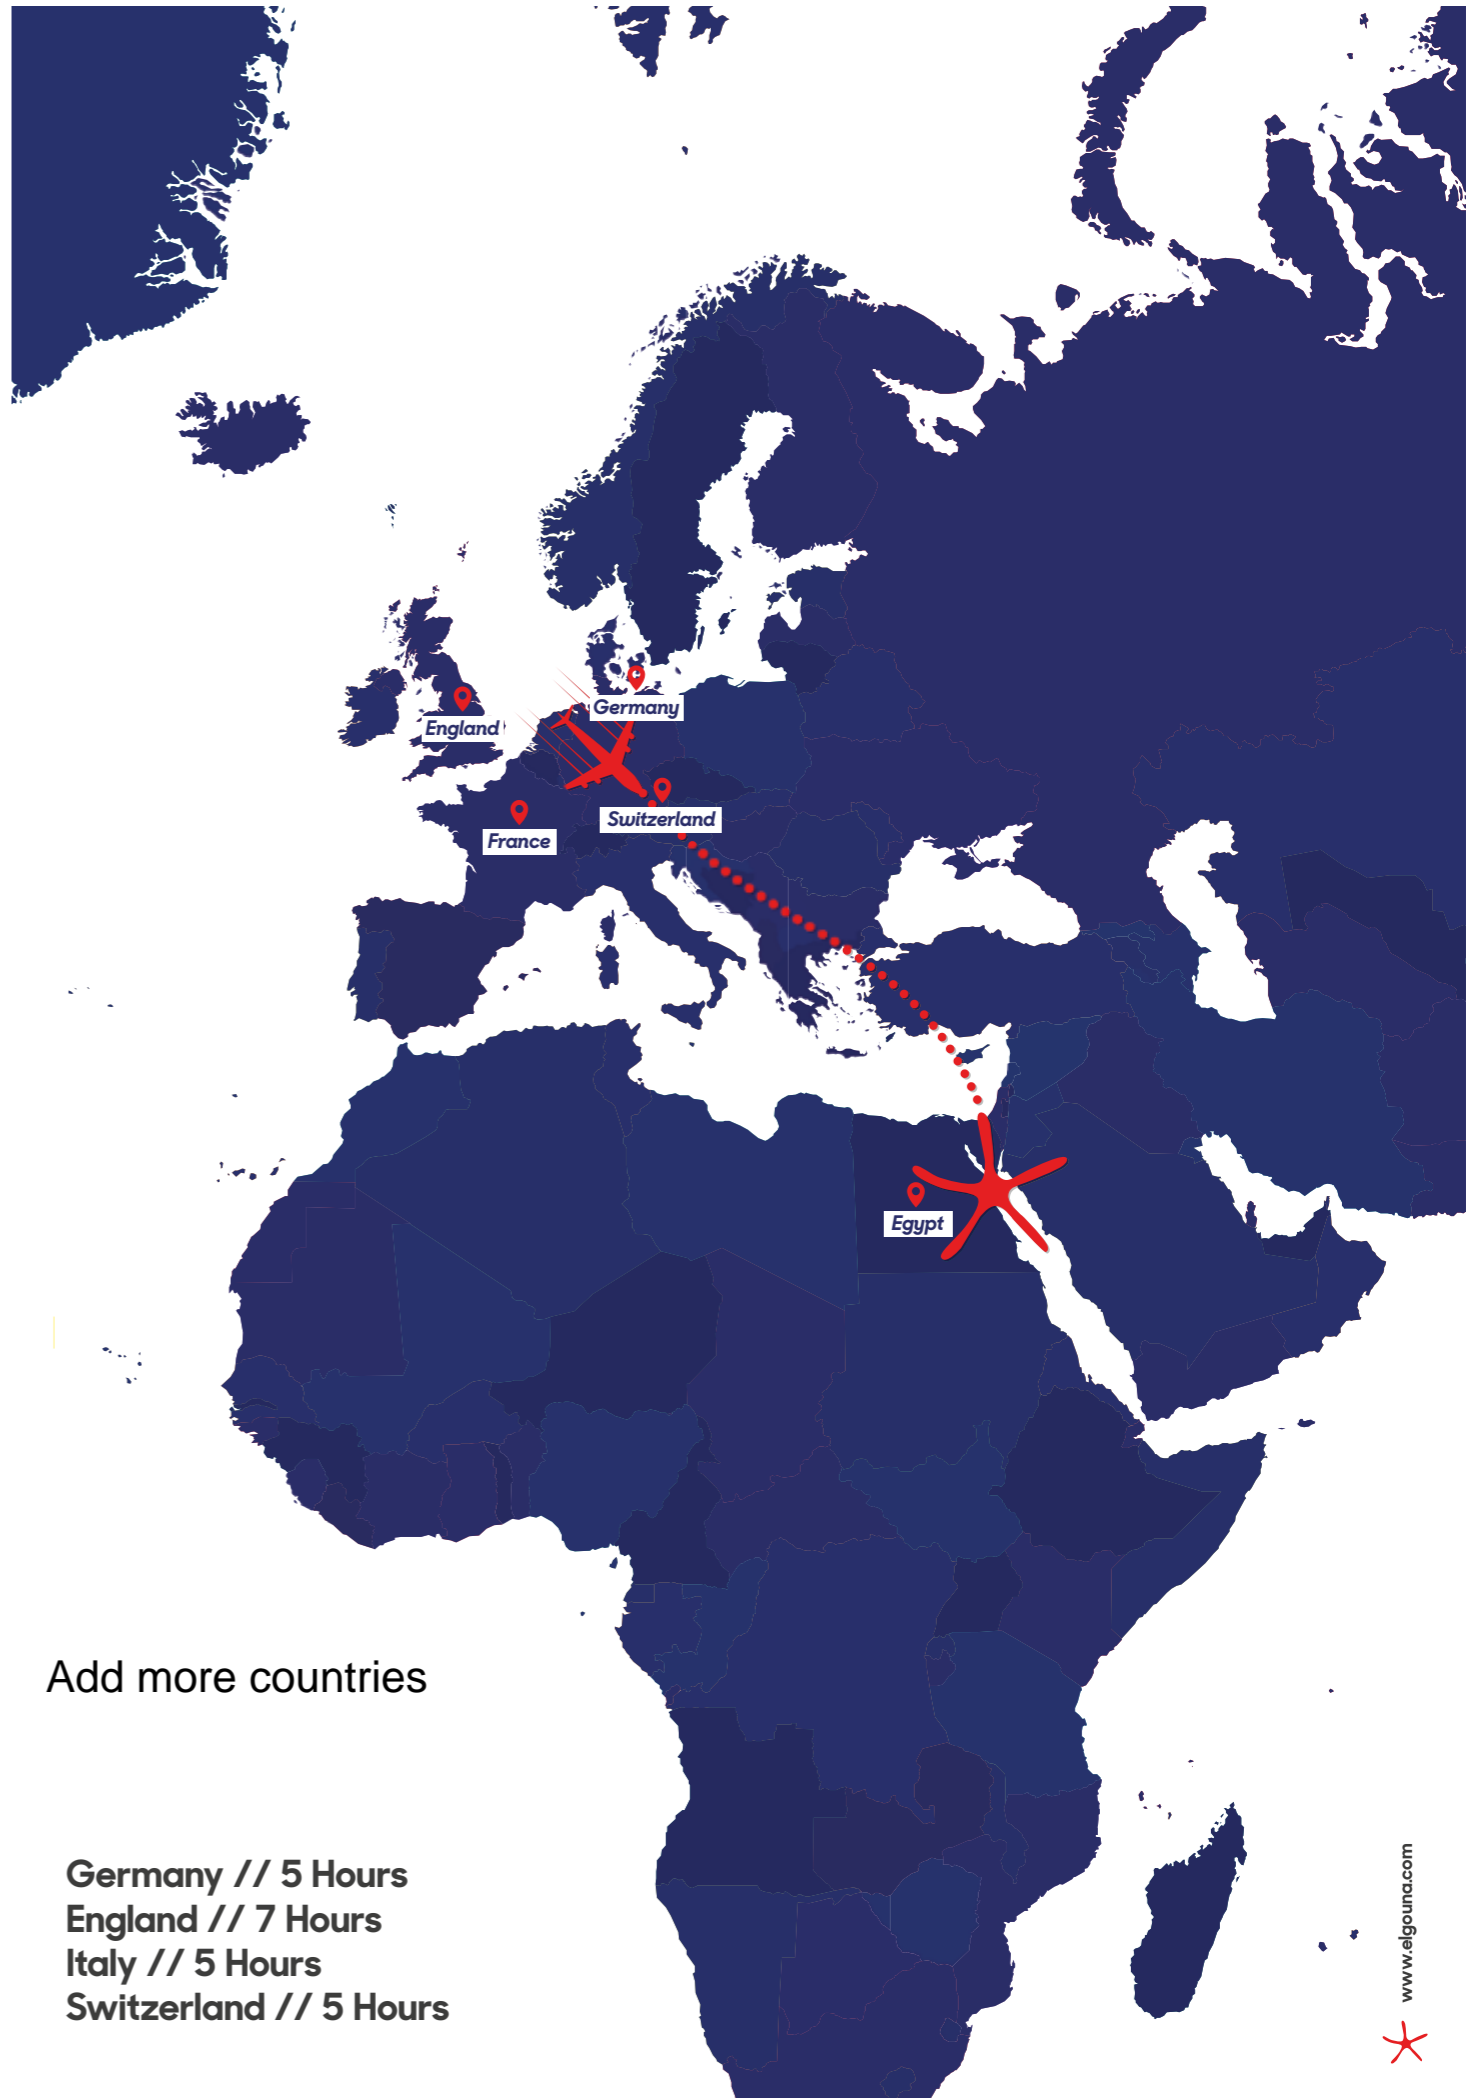 Germany
England
Switzerland
France
Egypt
Add more countries
Germany // 5 Hours
England // 7 Hours
Italy // 5 Hours
Switzerland // 5 Hours
www.elgouna.com